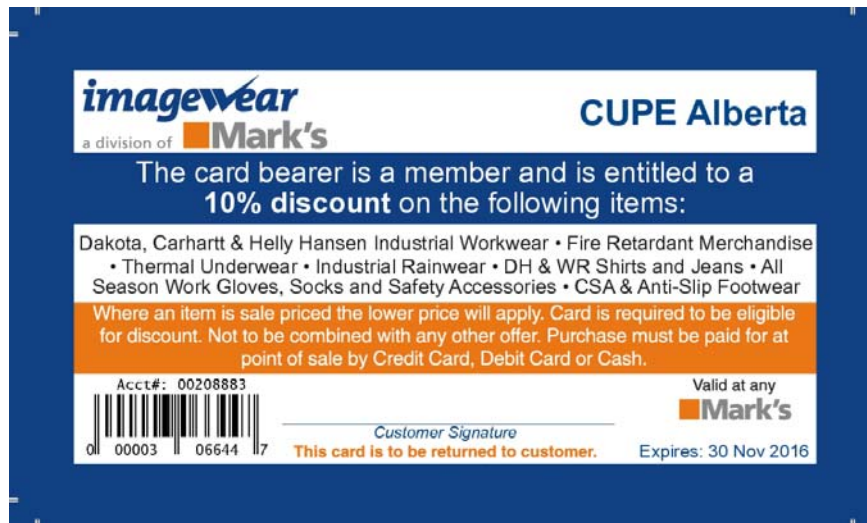 imagewear
CUPE Alberta
a division of Mark's
The card bearer is a member and is entitled to a
10% discount on the following items:
Dakota, Carhartt & Helly Hansen Industrial Workwear • Fire Retardant Merchandise
• Thermal Underwear • Industrial Rainwear • DH & WR Shirts and Jeans • All
Season Work Gloves, Socks and Safety Accessories • CSA & Anti-Slip Footwear
Where an item is sale priced the lower price will apply. Card is required to be eligible
for discount. Not to be combined with any other offer. Purchase must be paid for at
point of sale by Credit Card, Debit Card or Cash.
Acct#: 00208883
0 00003 06644 7
Customer Signature
This card is to be returned to customer.
Valid at any
Mark's
Expires: 30 Nov 2016